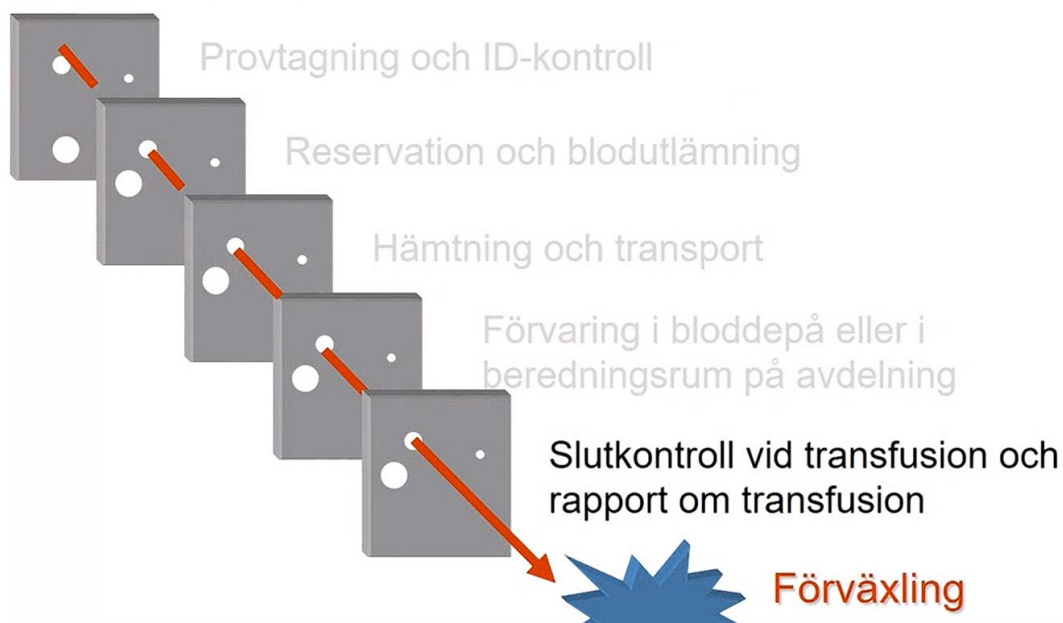 Provtagning och ID-kontroll
Reservation och blodutlämning
Hämtning och transport
Förvaring i bloddepå eller i
beredningsrum på avdelning
Slutkontroll vid transfusion och
rapport om transfusion
Förväxling